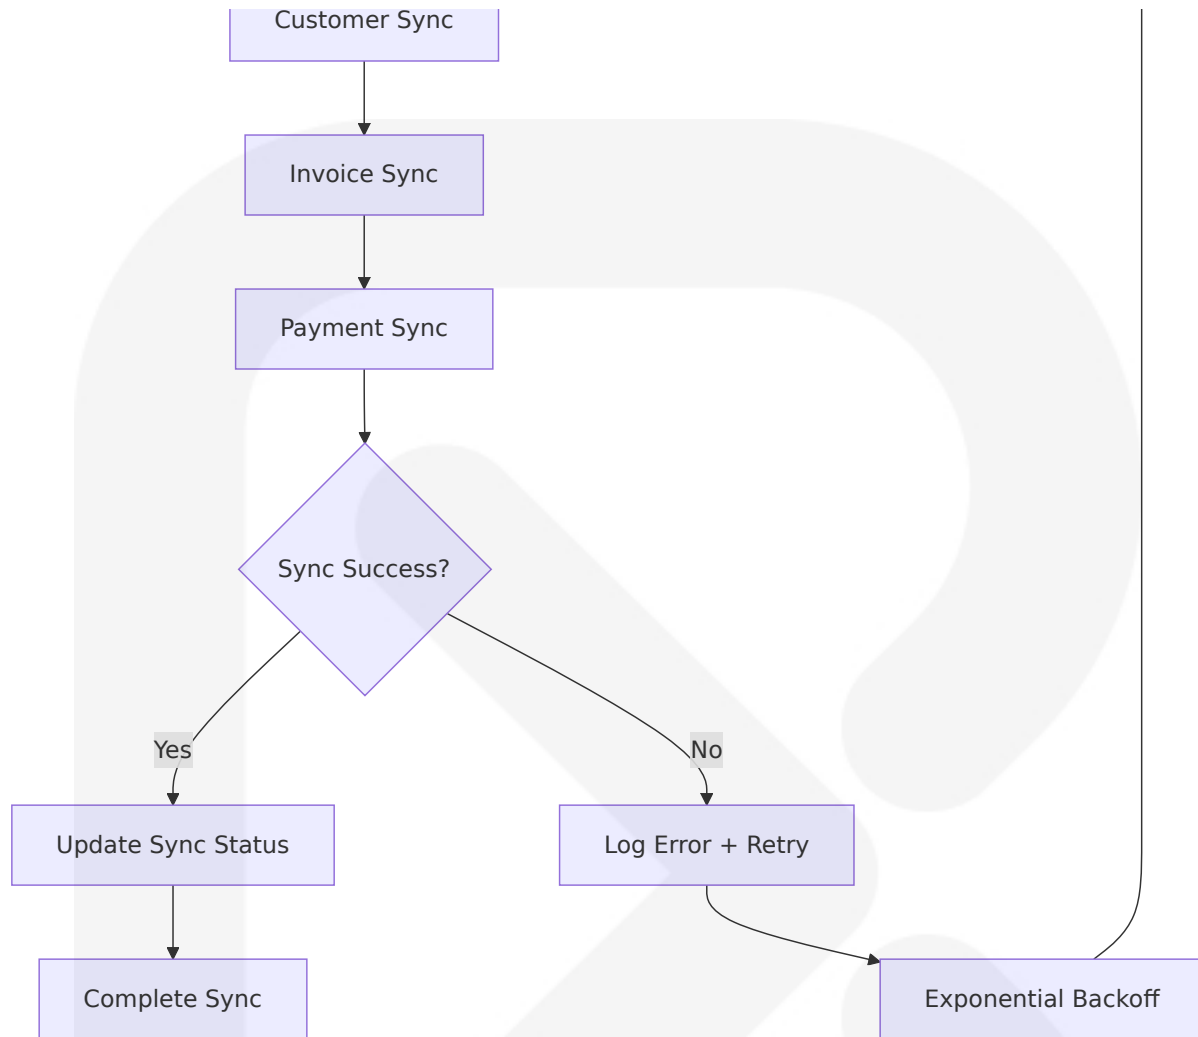 Customer Sync
Invoice Sync
Payment Sync
Sync Success?
Yes
No
Update Sync Status
Log Error + Retry
Complete Sync
Exponential Backoff